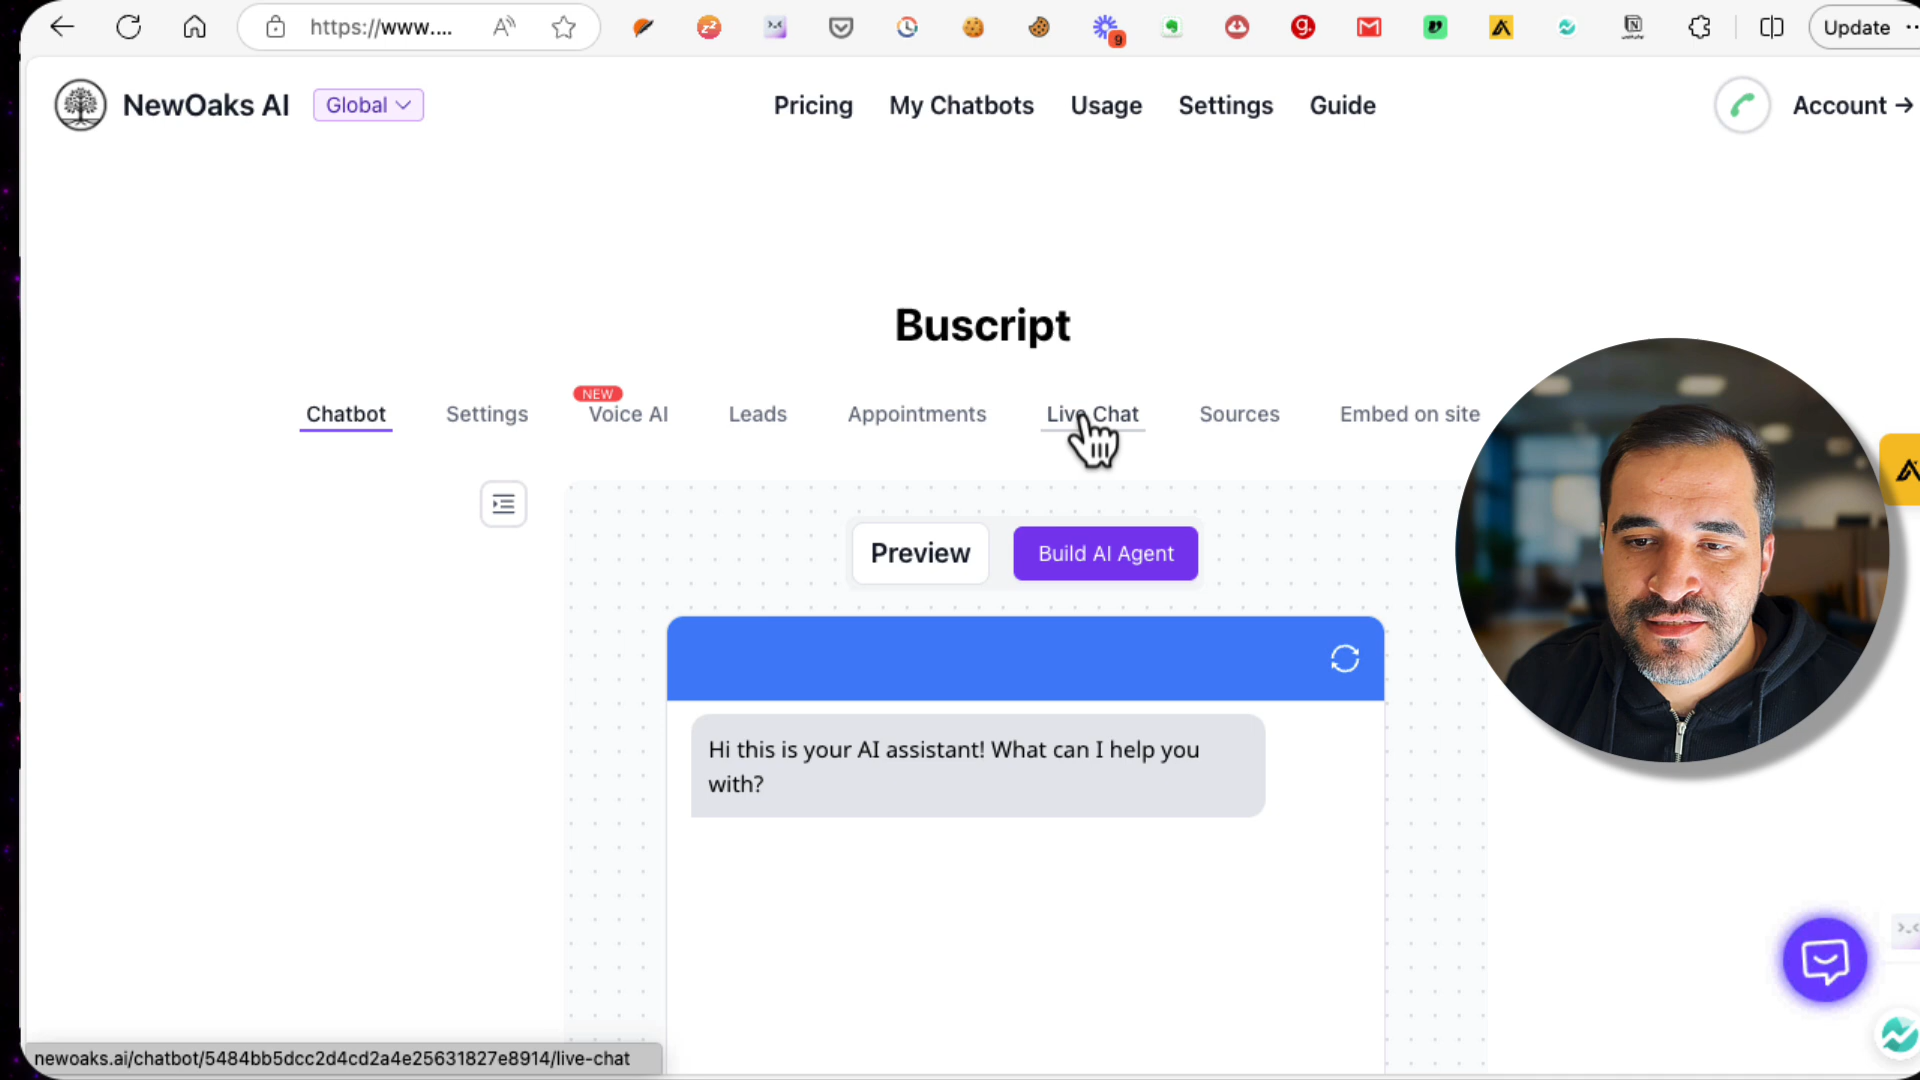 https://www....
9
Update
NewOaks AI
Global
Pricing
My Chatbots
Usage
Settings
Guide
Account →
Buscript
Chatbot
Settings
NEW
Voice AI
Leads
Appointments
Live Chat
Sources
Embed on site
Preview
Build AI Agent
Hi this is your AI assistant! What can I help you
with?
newoaks.ai/chatbot/5484bb5dcc2d4cd2a4e25631827e8914/live-chat